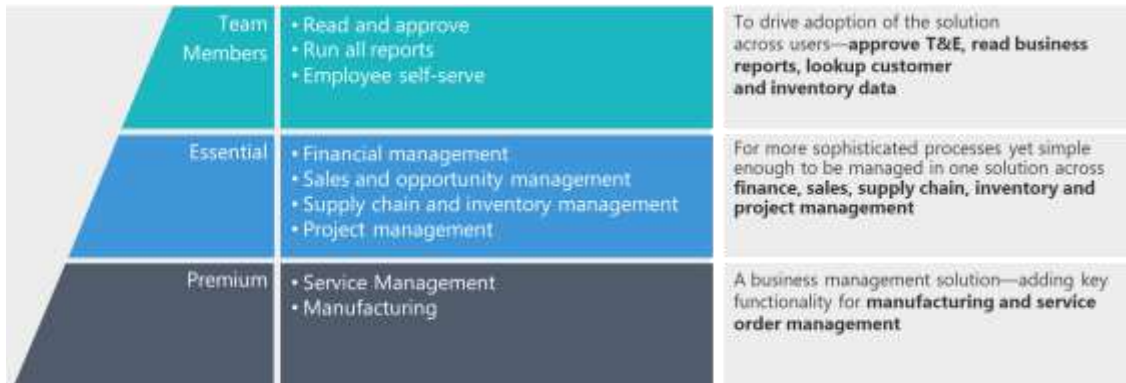 Team
Members
• Read and approve
• Run all reports
• Employee self-serve
To drive adoption of the solution
across users—approve T&E, read business
reports, lookup customer
and inventory data
Essential
• Financial management
• Sales and opportunity management
• Supply chain and inventory management
• Project management
For more sophisticated processes yet simple
enough to be managed in one solution across
finance, sales, supply chain, inventory and
project management
Premium
• Service Management
• Manufacturing
A business management solution—adding key
functionality for manufacturing and service
order management